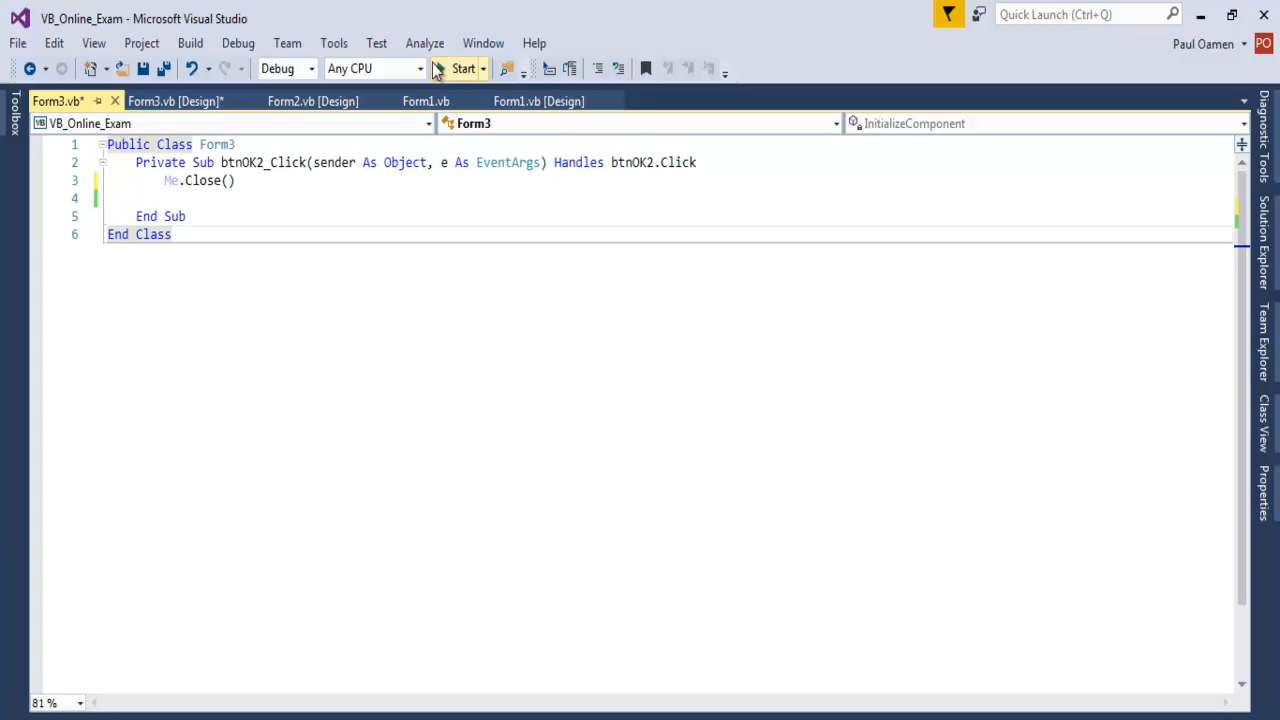 VB_Online_Exam - Microsoft Visual Studio
Quick Launch (Ctrl+Q)
File Edit View Project Build Debug Team Tools Test Analyze Window Help
Paul Oamen PO
Debug Any CPU Start
Form3.vb* Form3.vb [Design]* Form2.vb [Design] Form1.vb Form1.vb [Design]
VB_Online_Exam Form3 InitializeComponent
1 Public Class Form3
2 Private Sub btnOK2_Click(sender As Object, e As EventArgs) Handles btnOK2.Click
3 Me.Close()
4
5 End Sub
6 End Class
81 %
Toolbox
Diagnostic Tools
Solution Explorer
Team Explorer
Class View
Properties